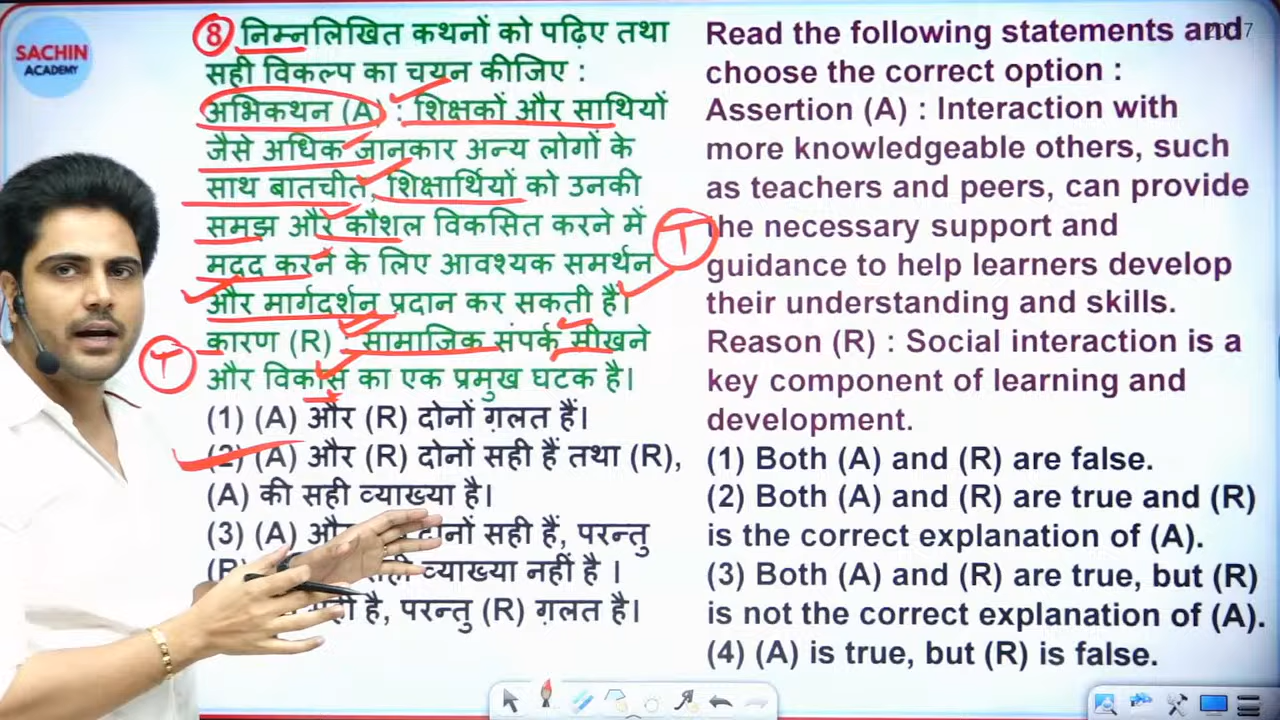 SACHIN
ACADEMY
8 निम्नलिखित कथनों को पढ़िए तथा
सही विकल्प का चयन कीजिए :
अभिकथन (A) : शिक्षकों और साथियों
जैसे अधिक जानकार अन्य लोगों के
साथ बातचीत, शिक्षार्थियों को उनकी
समझ और कौशल विकसित करने में
मदद करने के लिए आवश्यक समर्थन
और मार्गदर्शन प्रदान कर सकती हैं।
T
कारण (R) : सामाजिक संपर्क सीखने
और विकास का एक प्रमुख घटक है।
T
(1) (A) और (R) दोनों ग़लत हैं।
(2) (A) और (R) दोनों सही हैं तथा (R),
(A) की सही व्याख्या है।
(3) (A) दोनों सही हैं, परन्तु
व्याख्या नहीं है ।
है, परन्तु (R) ग़लत है।
Read the following statements and
choose the correct option :
Assertion (A) : Interaction with
more knowledgeable others, such
as teachers and peers, can provide
the necessary support and
guidance to help learners develop
their understanding and skills.
Reason (R) : Social interaction is a
key component of learning and
development.
(1) Both (A) and (R) are false.
(2) Both (A) and (R) are true and (R)
is the correct explanation of (A).
(3) Both (A) and (R) are true, but (R)
is not the correct explanation of (A).
(4) (A) is true, but (R) is false.